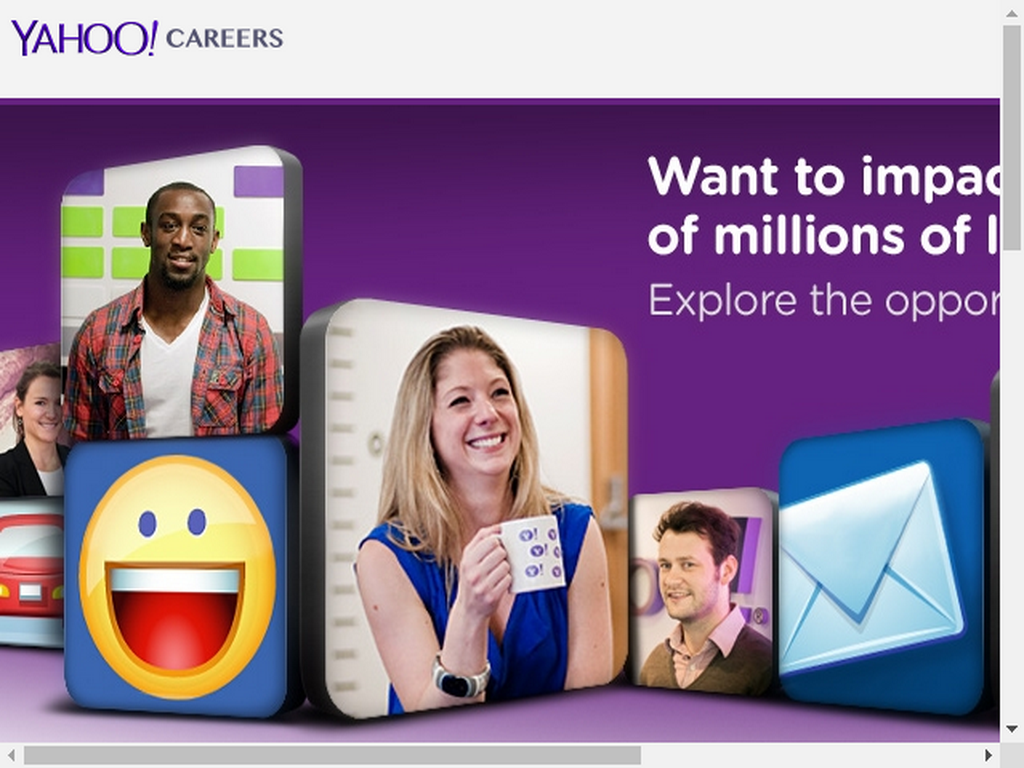 YAHOO! CAREERS
Want to impac
of millions of l
Explore the oppor